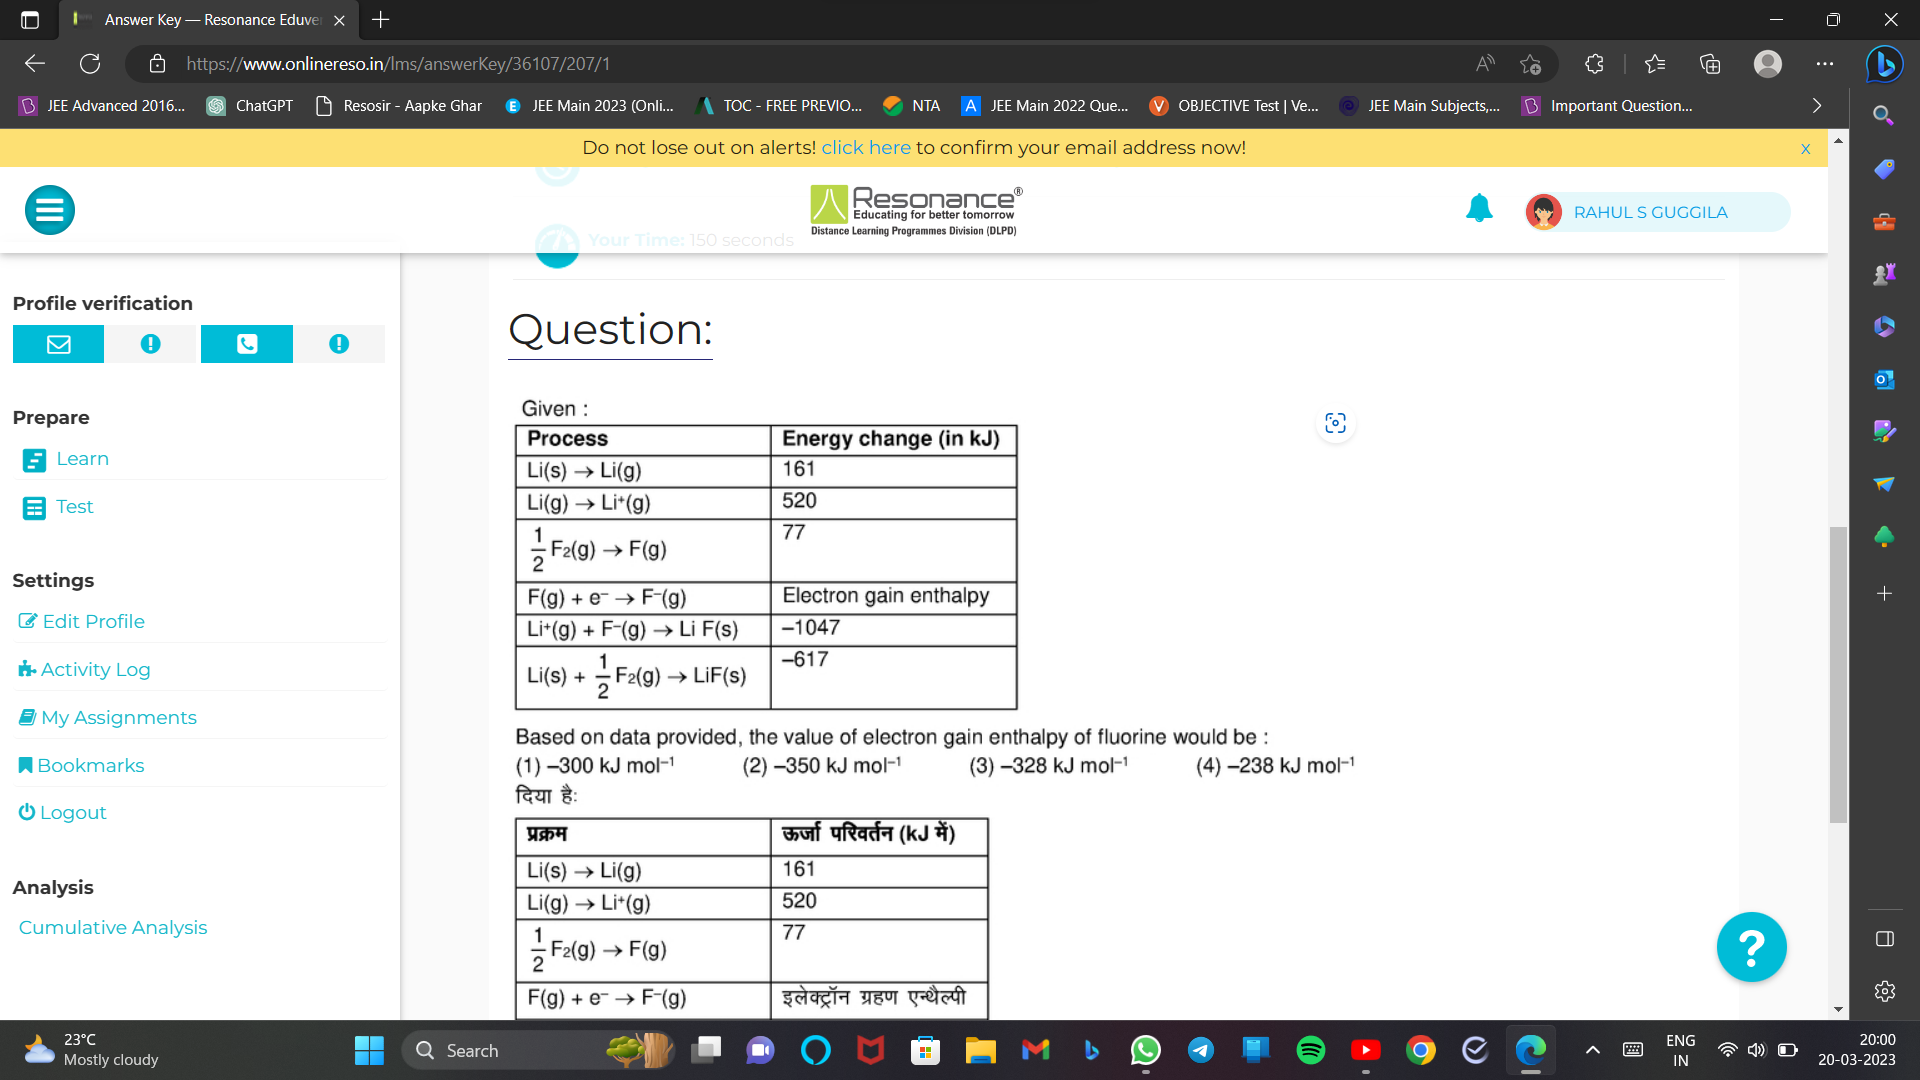 Answer Key — Resonance Eduve
https://www.onlinereso.in/lms/answerKey/36107/207/1
JEE Advanced 2016... ChatGPT Resosir - Aapke Ghar JEE Main 2023 (Onli... TOC - FREE PREVIO... NTA JEE Main 2022 Que... OBJECTIVE Test | Ve... JEE Main Subjects,... Important Question...
Do not lose out on alerts! click here to confirm your email address now! x
Resonance®
Educating for better tomorrow
Distance Learning Programmes Division (DLPD)
RAHUL S GUGGILA
Your Time: 150 seconds
Profile verification
Prepare
Learn
Test
Settings
Edit Profile
Activity Log
My Assignments
Bookmarks
Logout
Analysis
Cumulative Analysis
Question:
Given :
Process Energy change (in kJ)
Li(s) → Li(g) 161
Li(g) → Li⁺(g) 520
1/2 F₂(g) → F(g) 77
F(g) + e⁻ → F⁻(g) Electron gain enthalpy
Li⁺(g) + F⁻(g) → Li F(s) –1047
Li(s) + 1/2 F₂(g) → LiF(s) –617
Based on data provided, the value of electron gain enthalpy of fluorine would be :
(1) –300 kJ mol⁻¹ (2) –350 kJ mol⁻¹ (3) –328 kJ mol⁻¹ (4) –238 kJ mol⁻¹
दिया है:
प्रक्रम ऊर्जा परिवर्तन (kJ में)
Li(s) → Li(g) 161
Li(g) → Li⁺(g) 520
1/2 F₂(g) → F(g) 77
F(g) + e⁻ → F⁻(g) इलेक्ट्रॉन ग्रहण एन्थैल्पी
?
23°C
Mostly cloudy
Search
ENG
IN
20:00
20-03-2023